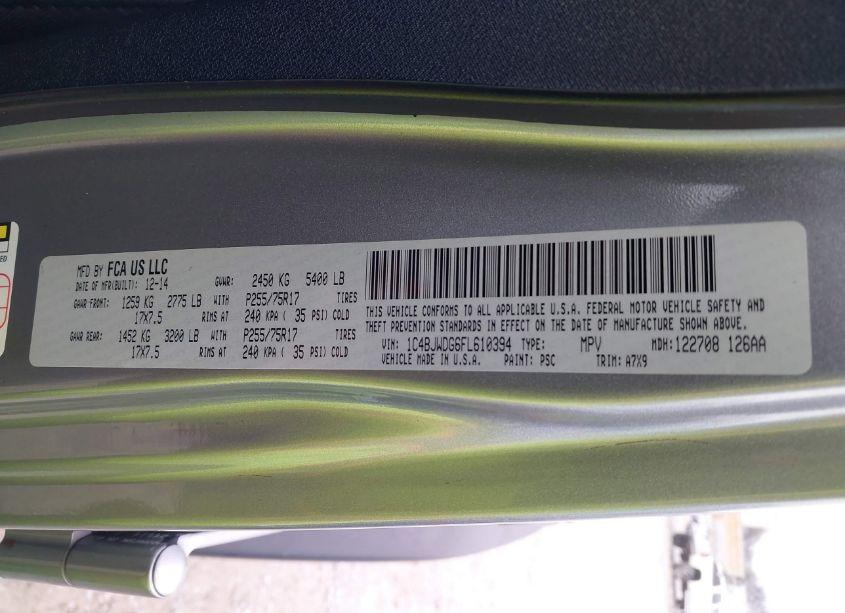 MFD BY FCA US LLC
DATE OF MFR(BUILT): 12-14 GVWR: 2450 KG 5400 LB
GAWR FRONT: 1259 KG 2775 LB WITH P255/75R17 TIRES
17X7.5 RIMS AT 240 KPA ( 35 PSI) COLD
GAWR REAR: 1452 KG 3200 LB WITH P255/75R17 TIRES
17X7.5 RIMS AT 240 KPA ( 35 PSI) COLD
THIS VEHICLE CONFORMS TO ALL APPLICABLE U.S.A. FEDERAL MOTOR VEHICLE SAFETY AND
THEFT PREVENTION STANDARDS IN EFFECT ON THE DATE OF MANUFACTURE SHOWN ABOVE.
VIN: 1C4BJWDG6FL610394 TYPE: MPV MDH: 122708 126AA
VEHICLE MADE IN U.S.A. PAINT: PSC TRIM: A7X9